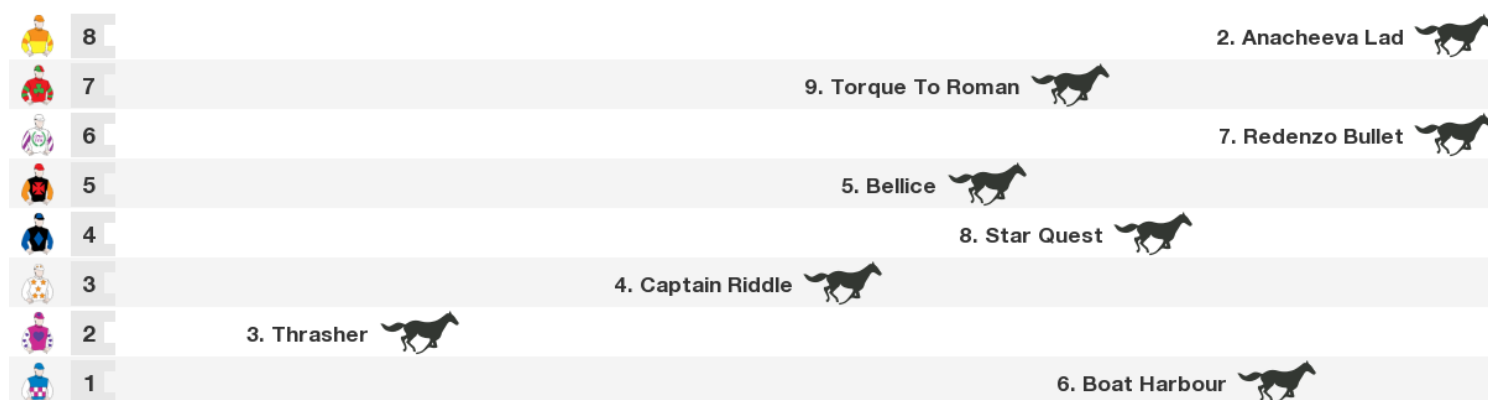 8 2. Anacheeva Lad
7 9. Torque To Roman
6 7. Redenzo Bullet
5 5. Bellice
4 8. Star Quest
3 4. Captain Riddle
2 3. Thrasher
1 6. Boat Harbour